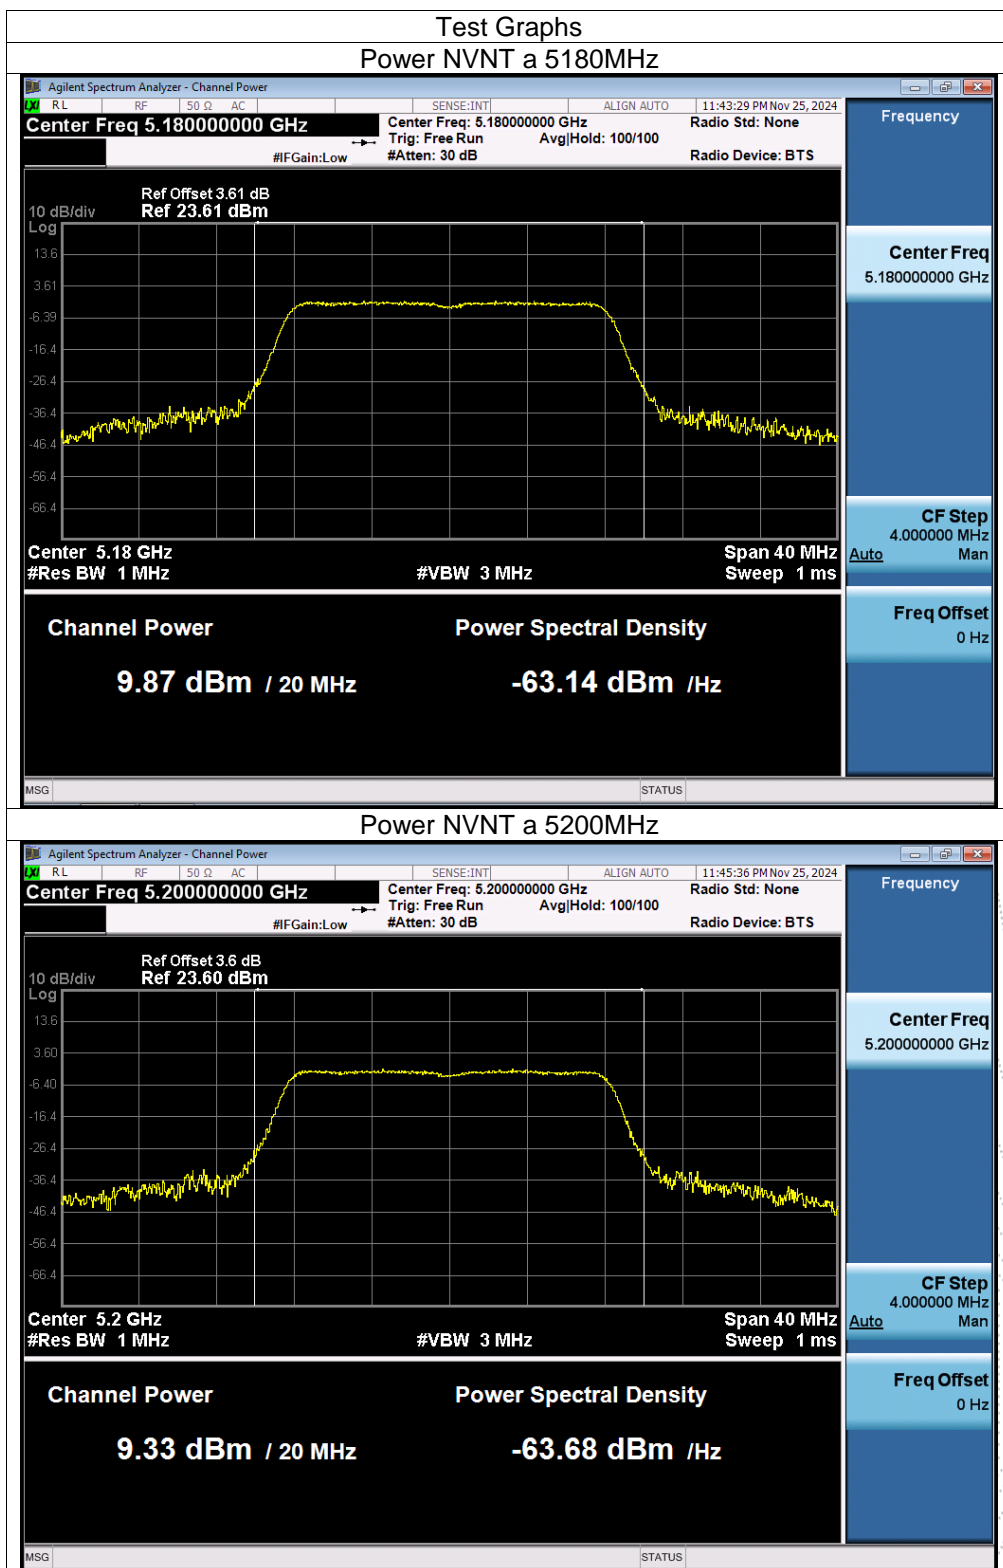 Test Graphs
Power NVNT a 5180MHz
Agilent Spectrum Analyzer - Channel Power
LXI RL RF 50 Ω AC SENSE:INT ALIGN AUTO 11:43:29 PM Nov 25, 2024
Center Freq 5.180000000 GHz
Center Freq: 5.180000000 GHz
Radio Std: None
Trig: Free Run Avg|Hold: 100/100
#IFGain:Low #Atten: 30 dB Radio Device: BTS
Frequency
Ref Offset 3.61 dB
10 dB/div Ref 23.61 dBm
Log
13.6
3.61
-6.39
-16.4
-26.4
-36.4
-46.4
-56.4
-66.4
Center 5.18 GHz Span 40 MHz
#Res BW 1 MHz #VBW 3 MHz Sweep 1 ms
Center Freq
5.180000000 GHz
CF Step
4.000000 MHz
Auto Man
Freq Offset
0 Hz
Channel Power Power Spectral Density
9.87 dBm / 20 MHz -63.14 dBm /Hz
MSG STATUS
Power NVNT a 5200MHz
Agilent Spectrum Analyzer - Channel Power
LXI RL RF 50 Ω AC SENSE:INT ALIGN AUTO 11:45:36 PM Nov 25, 2024
Center Freq 5.200000000 GHz
Center Freq: 5.200000000 GHz
Radio Std: None
Trig: Free Run Avg|Hold: 100/100
#IFGain:Low #Atten: 30 dB Radio Device: BTS
Frequency
Ref Offset 3.6 dB
10 dB/div Ref 23.60 dBm
Log
13.6
3.60
-6.40
-16.4
-26.4
-36.4
-46.4
-56.4
-66.4
Center 5.2 GHz Span 40 MHz
#Res BW 1 MHz #VBW 3 MHz Sweep 1 ms
Center Freq
5.200000000 GHz
CF Step
4.000000 MHz
Auto Man
Freq Offset
0 Hz
Channel Power Power Spectral Density
9.33 dBm / 20 MHz -63.68 dBm /Hz
MSG STATUS